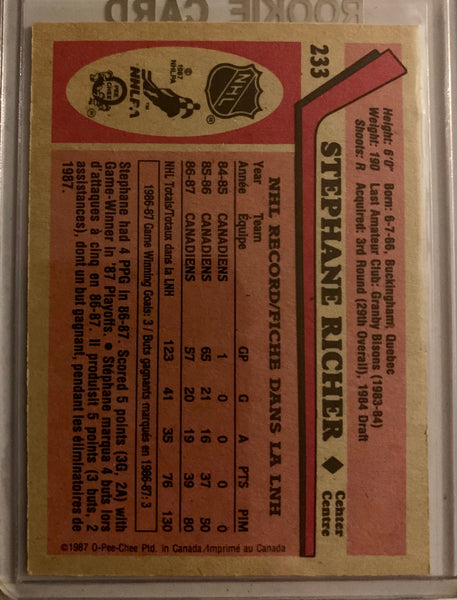 ROOKIE CARD
233
STEPHANE RICHER ♦ Center
Centre
Height: 6'0" Born: 6-7-66, Buckingham, Quebec
Weight: 190 Last Amateur Club: Granby Bisons (1983-84)
Shoots: R Acquired: 3rd Round (29th Overall), 1984 Draft
NHL
© 1987 NHLPA
NHLPA
O-PEE-CHEE
NHL RECORD/FICHE DANS LA LNH
Year Team GP G A PTS PIM
Année Équipe
84-85 CANADIENS 1 0 0 0 0
85-86 CANADIENS 65 21 16 37 50
86-87 CANADIENS 57 20 19 39 80
NHL Totals/Totaux dans la LNH 123 41 35 76 130
1986-87 Game Winning Goals: 3 / Buts gagnants marqués en 1986-87: 3
Stephane had 4 PPG in 86-87. Scored 5 points (3G, 2A) with
Game-Winner in '87 Playoffs. • Stéphane marqua 4 buts lors
d'attaques à cinq en 86-87. Il produisit 5 points (3 buts, 2
assistances), dont un but gagnant, pendant les éliminatoires de
1987.
©1987 O-Pee-Chee Ptd. in Canada/Imprimé au Canada